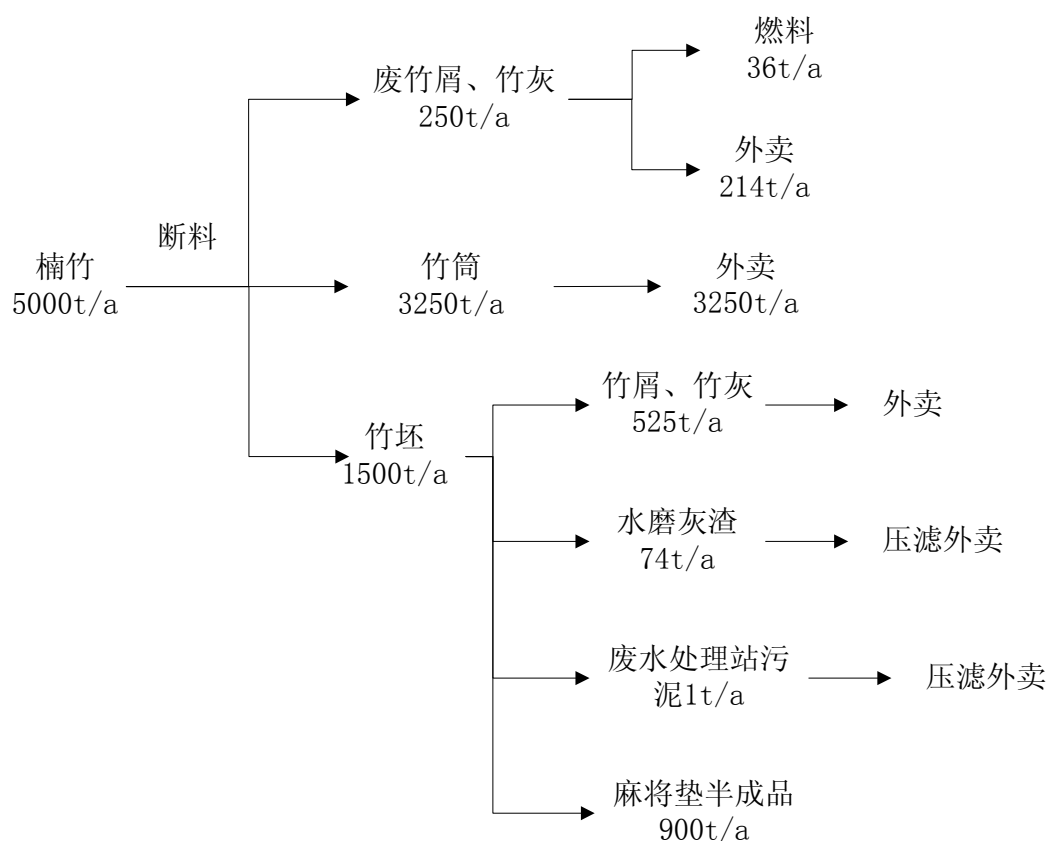 燃料
36t/a
废竹屑、竹灰
250t/a
外卖
214t/a
断料
楠竹
5000t/a
竹筒
3250t/a
外卖
3250t/a
竹屑、竹灰
525t/a
外卖
竹坯
1500t/a
水磨灰渣
74t/a
压滤外卖
废水处理站污
泥1t/a
压滤外卖
麻将垫半成品
900t/a